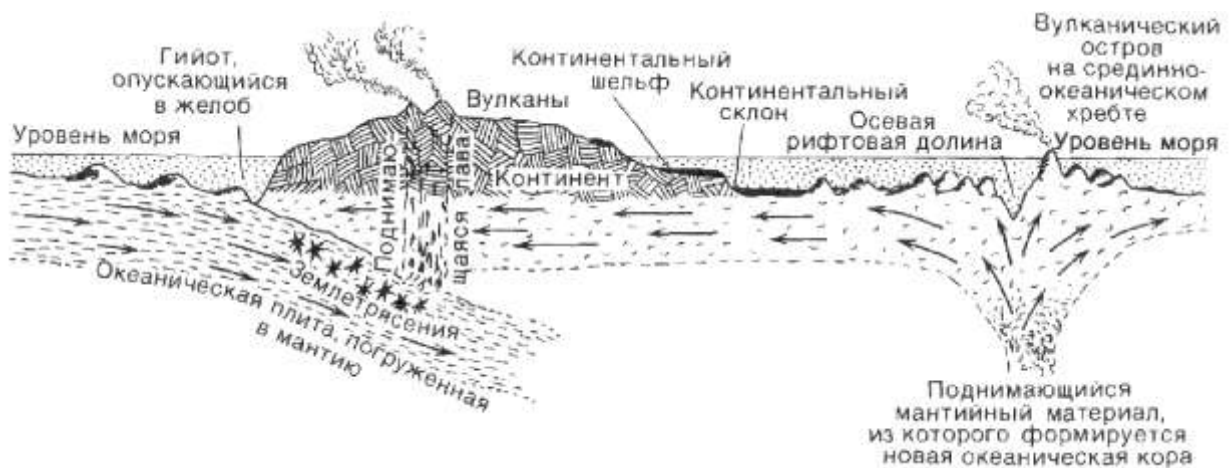 Гийот,
опускающийся
в желоб
Уровень моря
Вулканы
Континентальный
шельф
Континентальный
склон
Осевая
рифтовая долина
Вулканический
остров
на срединно-
океаническом
хребте
Уровень моря
Континент
Поднимаю
щаяся лава
Землетрясения
Океаническая плита, погруженная
в мантию
Поднимающийся
мантийный материал,
из которого формируется
новая океаническая кора